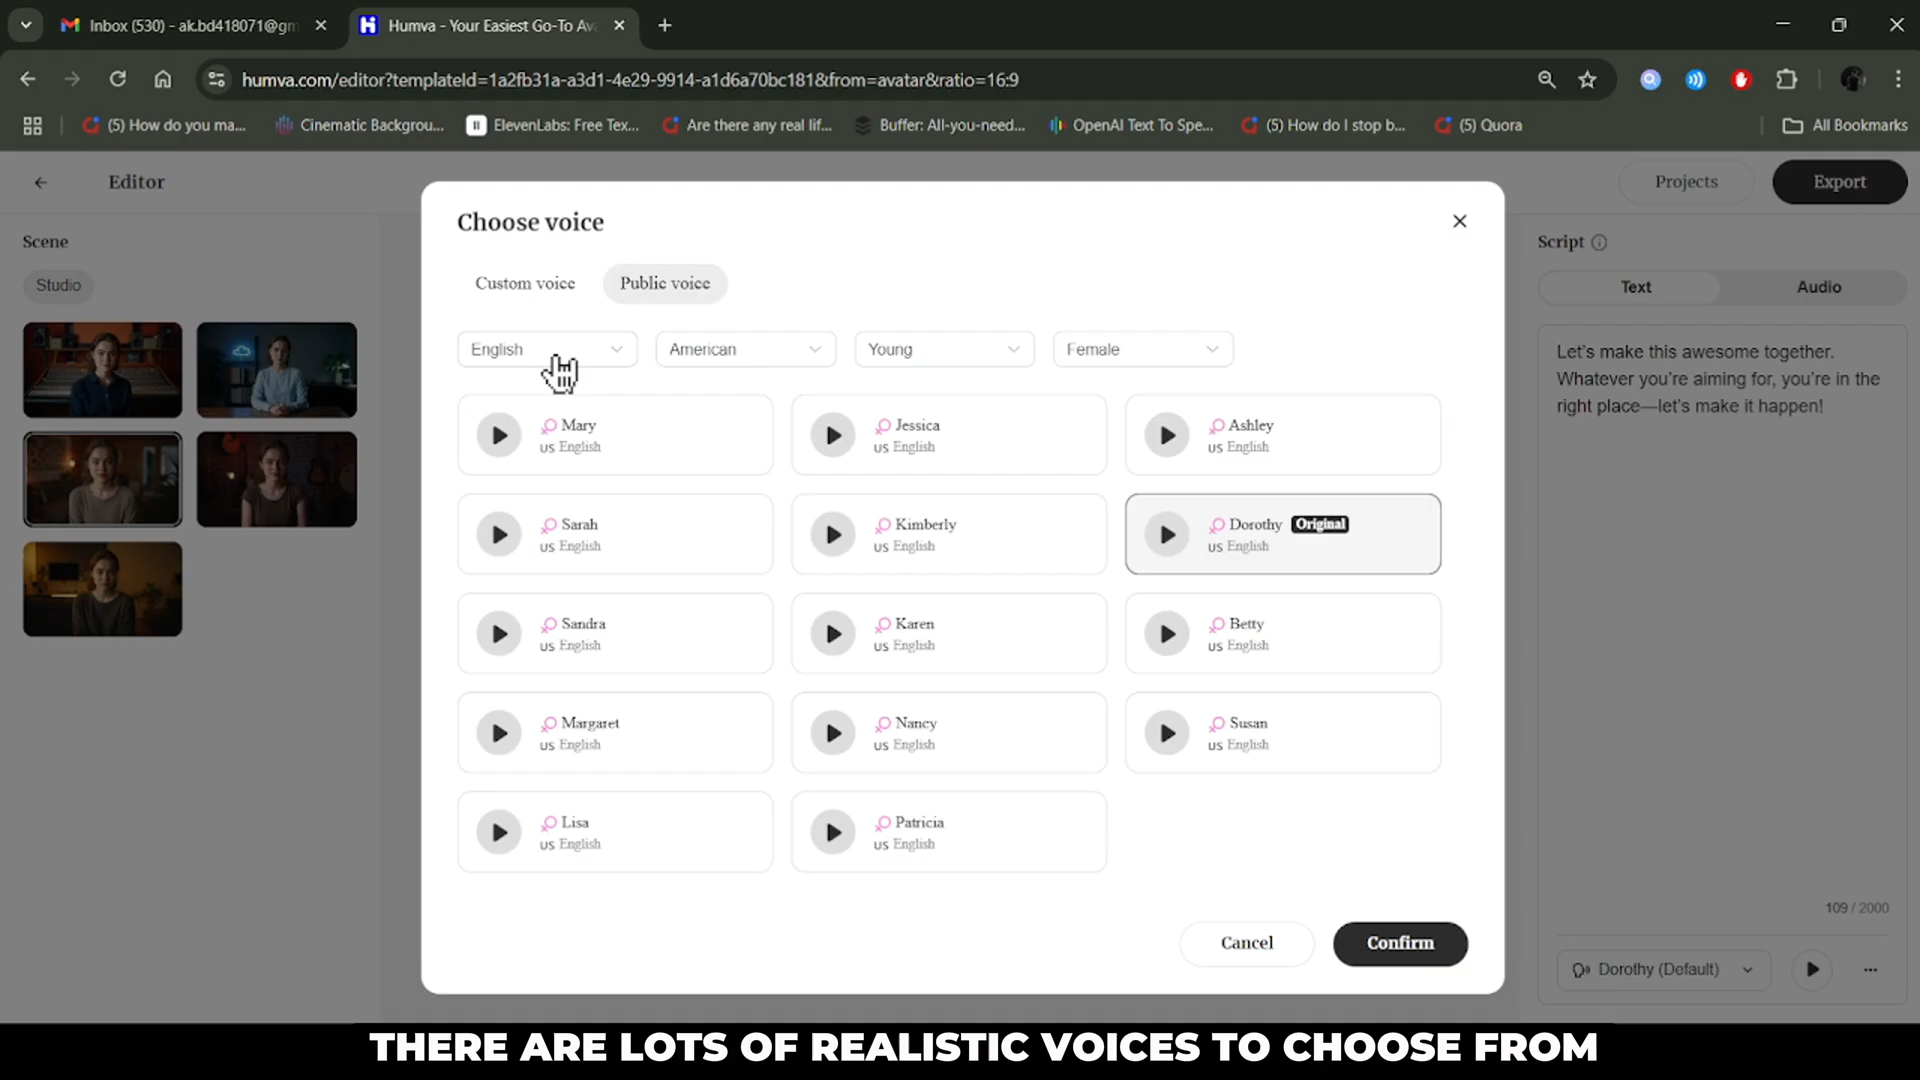 Inbox (530) - ak.bd418071@gm
Humva - Your Easiest Go-To Av
humva.com/editor?templateId=1a2fb31a-a3d1-4e29-9914-a1d6a70bc181&from=avatar&ratio=16:9
(5) How do you ma...
Cinematic Backgrou...
ElevenLabs: Free Tex...
Are there any real lif...
Buffer: All-you-need...
OpenAI Text To Spe...
(5) How do I stop b...
(5) Quora
All Bookmarks
Editor
Projects
Export
Scene
Studio
Choose voice
Custom voice
Public voice
English
American
Young
Female
Mary
US English
Jessica
US English
Ashley
US English
Sarah
US English
Kimberly
US English
Dorothy Original
US English
Sandra
US English
Karen
US English
Betty
US English
Margaret
US English
Nancy
US English
Susan
US English
Lisa
US English
Patricia
US English
Cancel
Confirm
Script
Text
Audio
Let's make this awesome together.
Whatever you're aiming for, you're in the
right place—let's make it happen!
109 / 2000
Dorothy (Default)
THERE ARE LOTS OF REALISTIC VOICES TO CHOOSE FROM